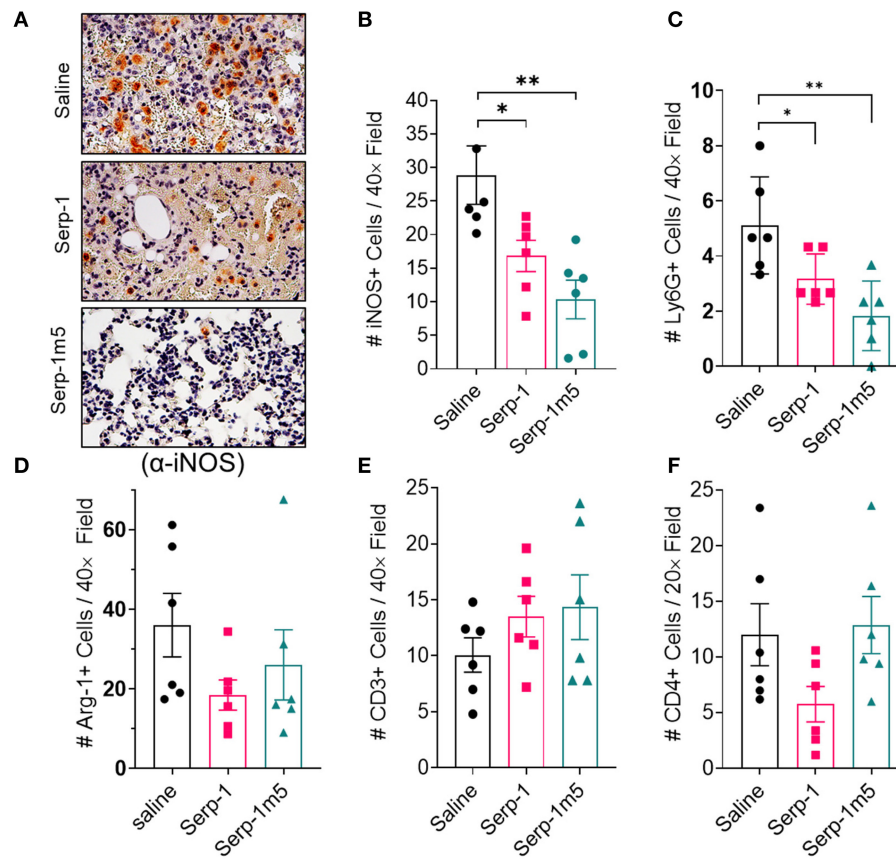 A
Saline
Serp-1
Serp-1m5
(α-iNOS)
B
# iNOS+ Cells / 40× Field
40
35
30
25
20
15
10
5
0
**
*
Saline
Serp-1
Serp-1m5
C
# Ly6G+ Cells / 40× Field
10
8
6
4
2
0
**
*
Saline
Serp-1
Serp-1m5
D
# Arg-1+ Cells / 40× Field
60
40
20
0
saline
Serp-1
Serp-1m5
E
# CD3+ Cells / 40× Field
25
20
15
10
5
0
Saline
Serp-1
Serp-1m5
F
# CD4+ Cells / 20× Field
25
20
15
10
5
0
Saline
Serp-1
Serp-1m5